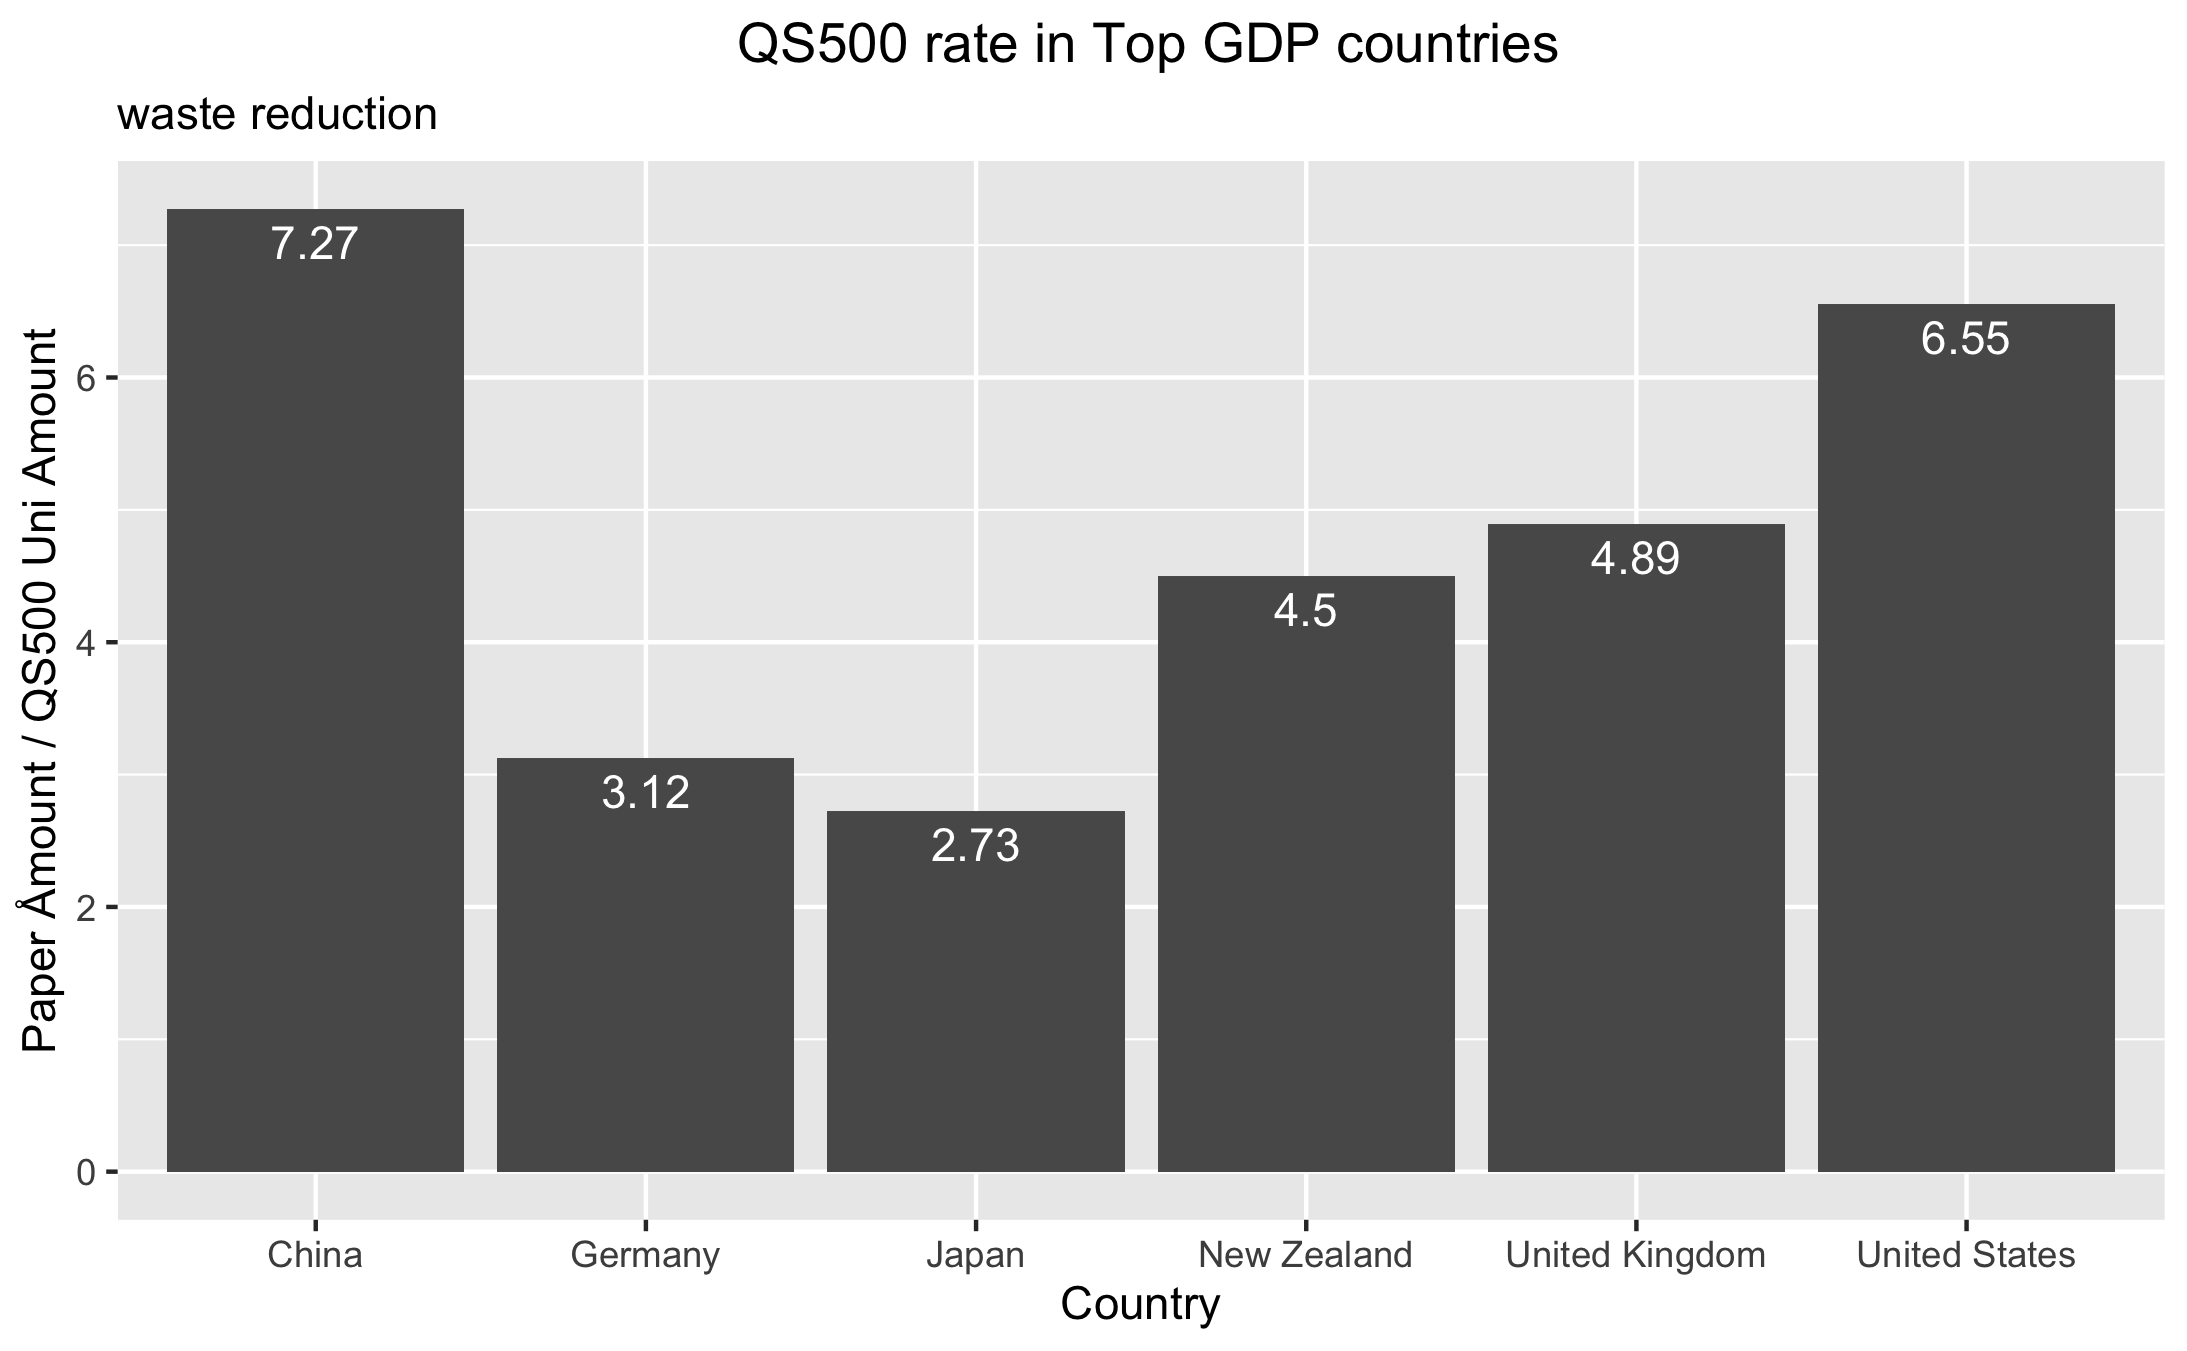 QS500 rate in Top GDP countries
waste reduction
Paper Åmount / QS500 Uni Amount
6
4
2
0
7.27
3.12
2.73
4.5
4.89
6.55
China
Germany
Japan
New Zealand
United Kingdom
United States
Country